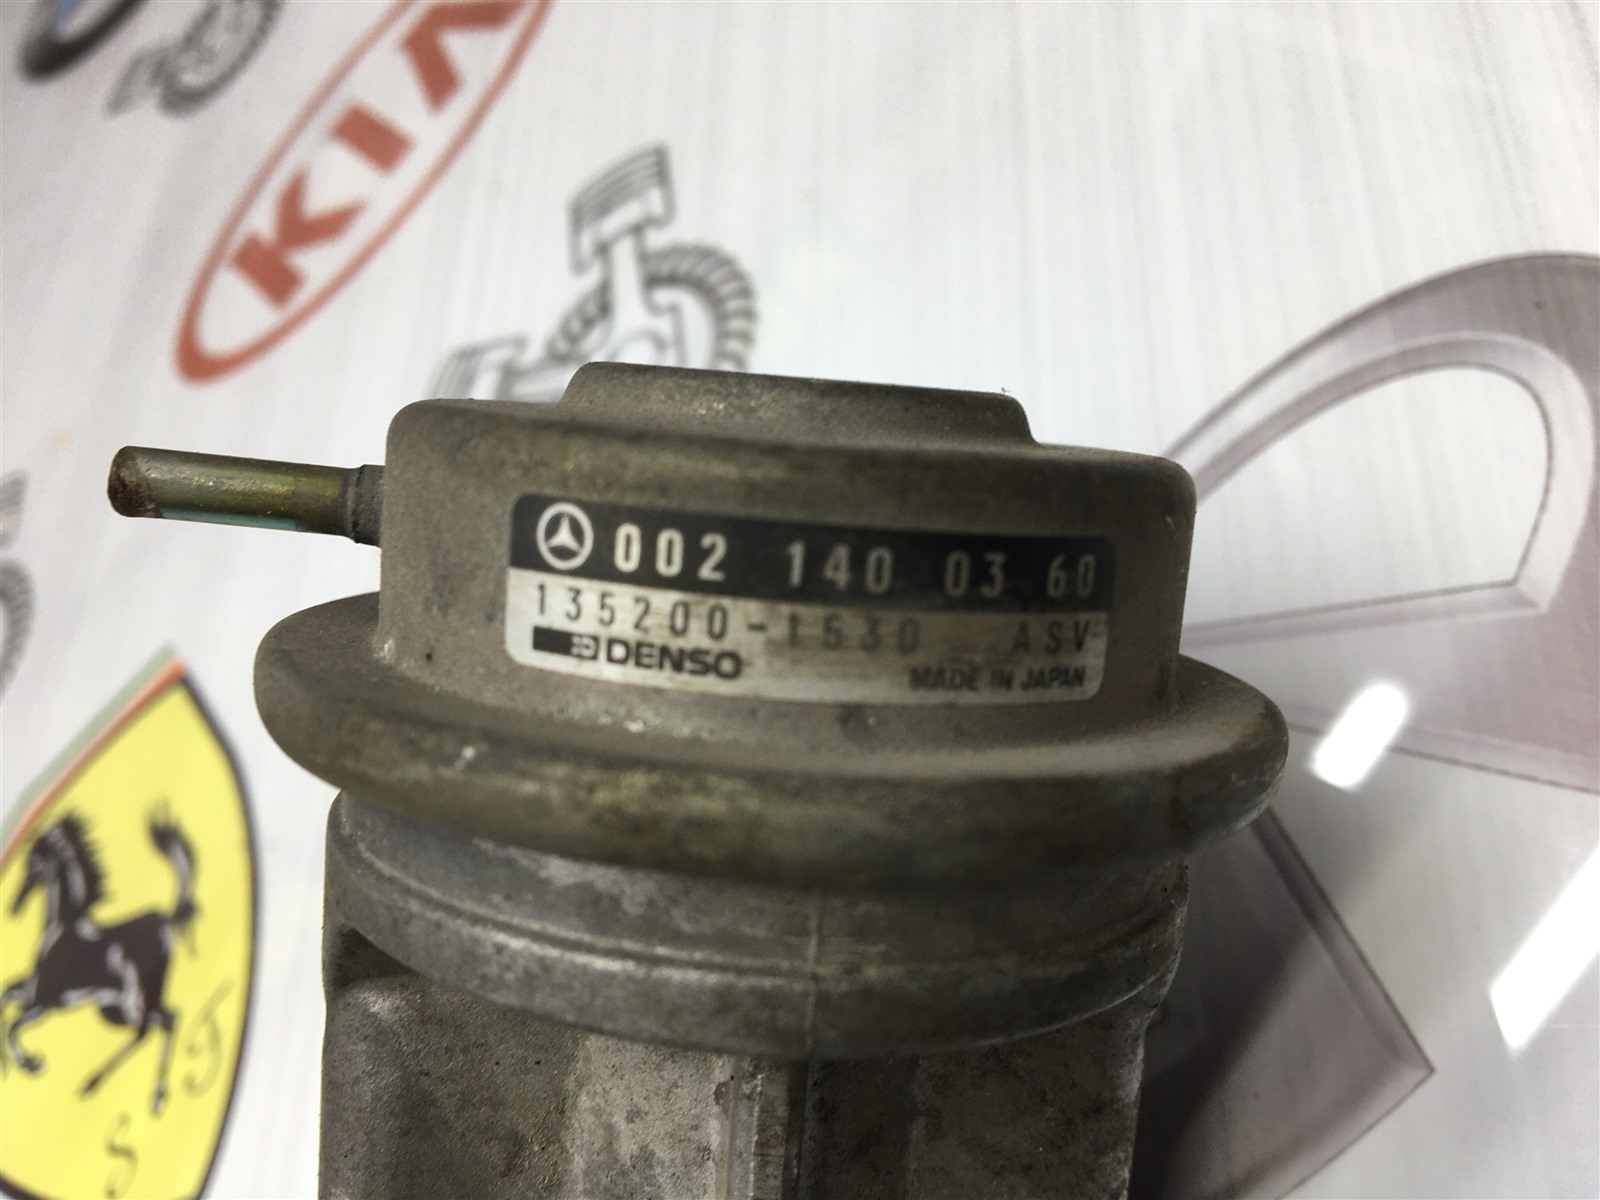 KIA
002 140 03 60
135200-1530 ASV
DENSO MADE IN JAPAN
S F